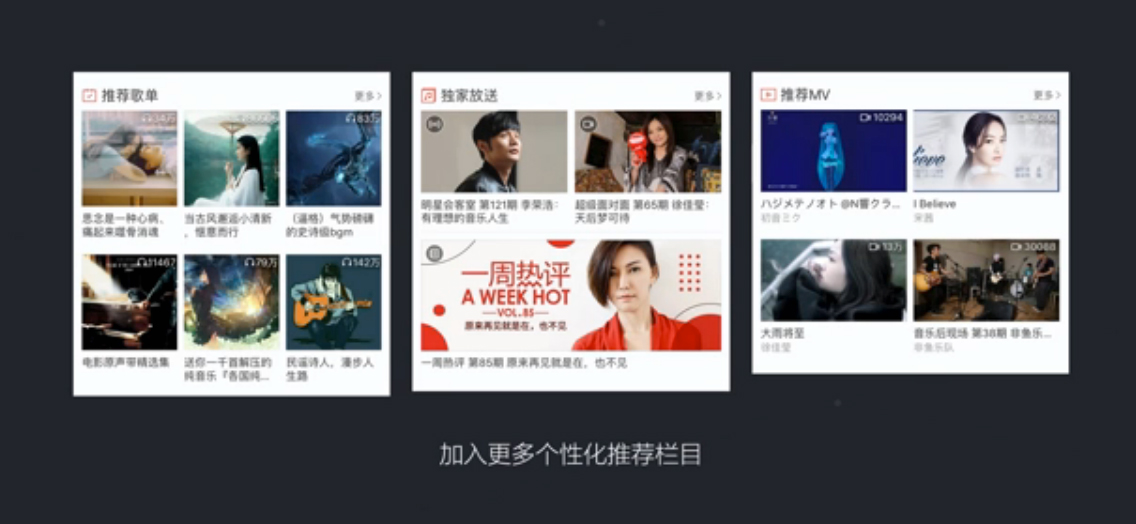 推荐歌单
更多>
34万
83万
思念是一种心病、
痛起来噬骨消魂
当古风邂逅小清新
，惬意而行
（逼格）气势磅礴
的史诗级bgm
11467
79万
142万
电影原声带精选集
送你一千首解压的
纯音乐『各国纯...
民谣诗人，漫步人
生路
独家放送
更多>
明星会客室 第121期 李荣浩：
有理想的音乐人生
超级面对面 第65期 徐佳莹：
天后梦可待
一周热评
A WEEK HOT
VOL.85
原来再见就是在，也不见
一周热评 第85期 原来再见就是在，也不见
推荐MV
更多>
10294
ハジメテノオト @N響クラ...
初音ミク
I Believe
宋茜
13万
30088
大雨将至
徐佳莹
音乐后现场 第38期 非鱼乐...
非鱼乐队
加入更多个性化推荐栏目